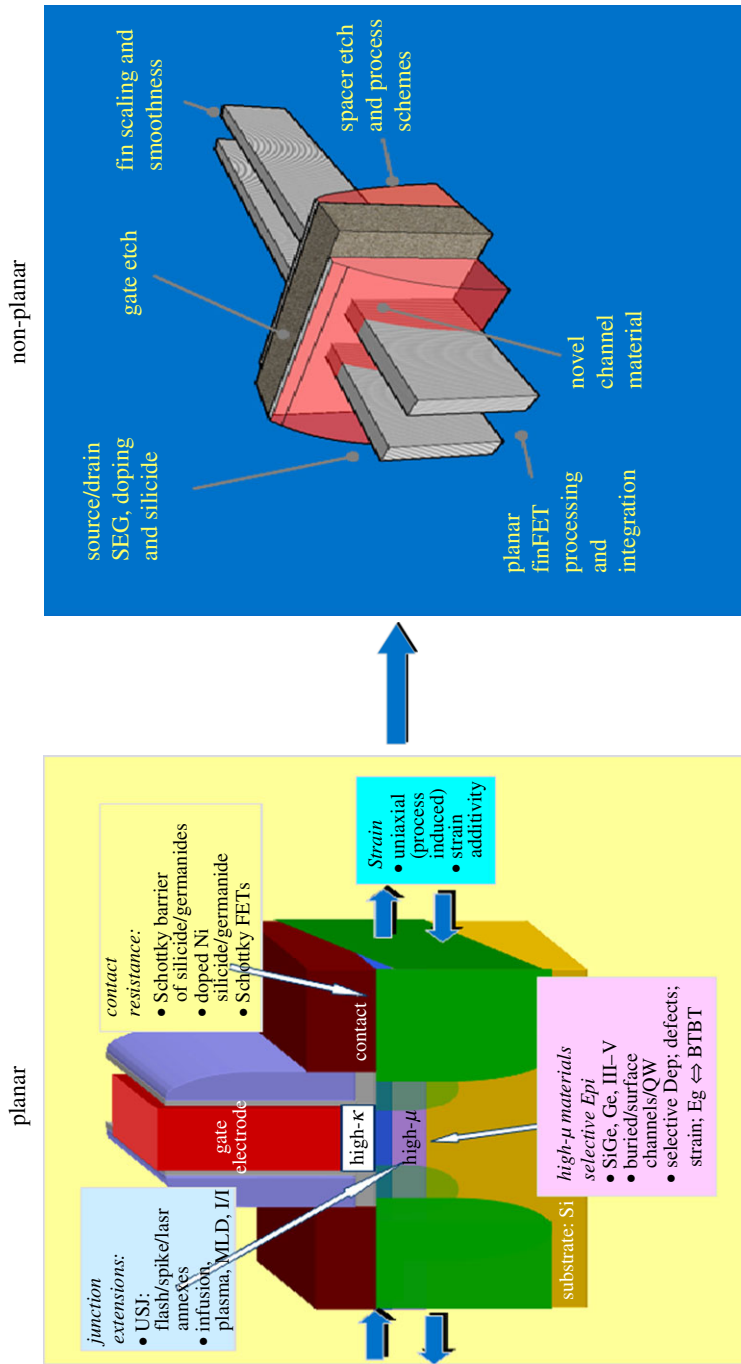 planar
junction
extensions:
• USJ:
flash/spike/lasr
annexes
• infusion,
plasma, MLD, I/I
gate
electrode
contact
resistance:
• Schottky barrier
of silicide/germanides
• doped Ni
silicide/germanide
• Schottky FETs
contact
high-κ
high-μ
substrate: Si
Strain
• uniaxial
(process
induced)
• strain
additivity
high-μ materials
selective Epi
• SiGe, Ge, III–V
• buried/surface
channels/QW
• selective Dep; defects;
strain; Eg ⇔ BTBT
non-planar
source/drain
SEG, doping
and silicide
gate etch
fin scaling and
smoothness
spacer etch
and process
schemes
planar
finFET
processing
and
integration
novel
channel
material